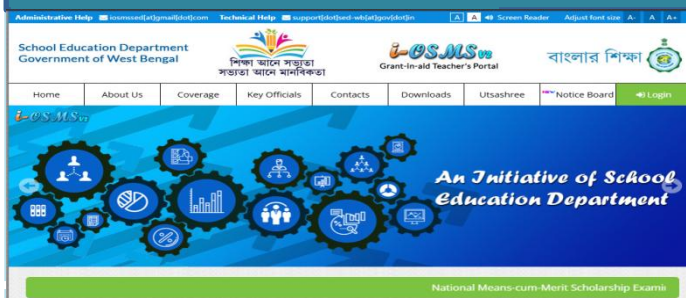 Administrative Help iosmssed[at]gmail[dot]com Technical Help support[dot]sed-wb[at]gov[dot]in A A Screen Reader Adjust font size A- A A+
School Education Department
Government of West Bengal
শিক্ষা আনে সভ্যতা
সভ্যতা আনে মানবিকতা
i-OSMS
Grant-in-aid Teacher's Portal
বাংলার শিক্ষা
Home About Us Coverage Key Officials Contacts Downloads Utsashree Notice Board Login
i-OSMS
An Initiative of School
Education Department
National Means-cum-Merit Scholarship Examin